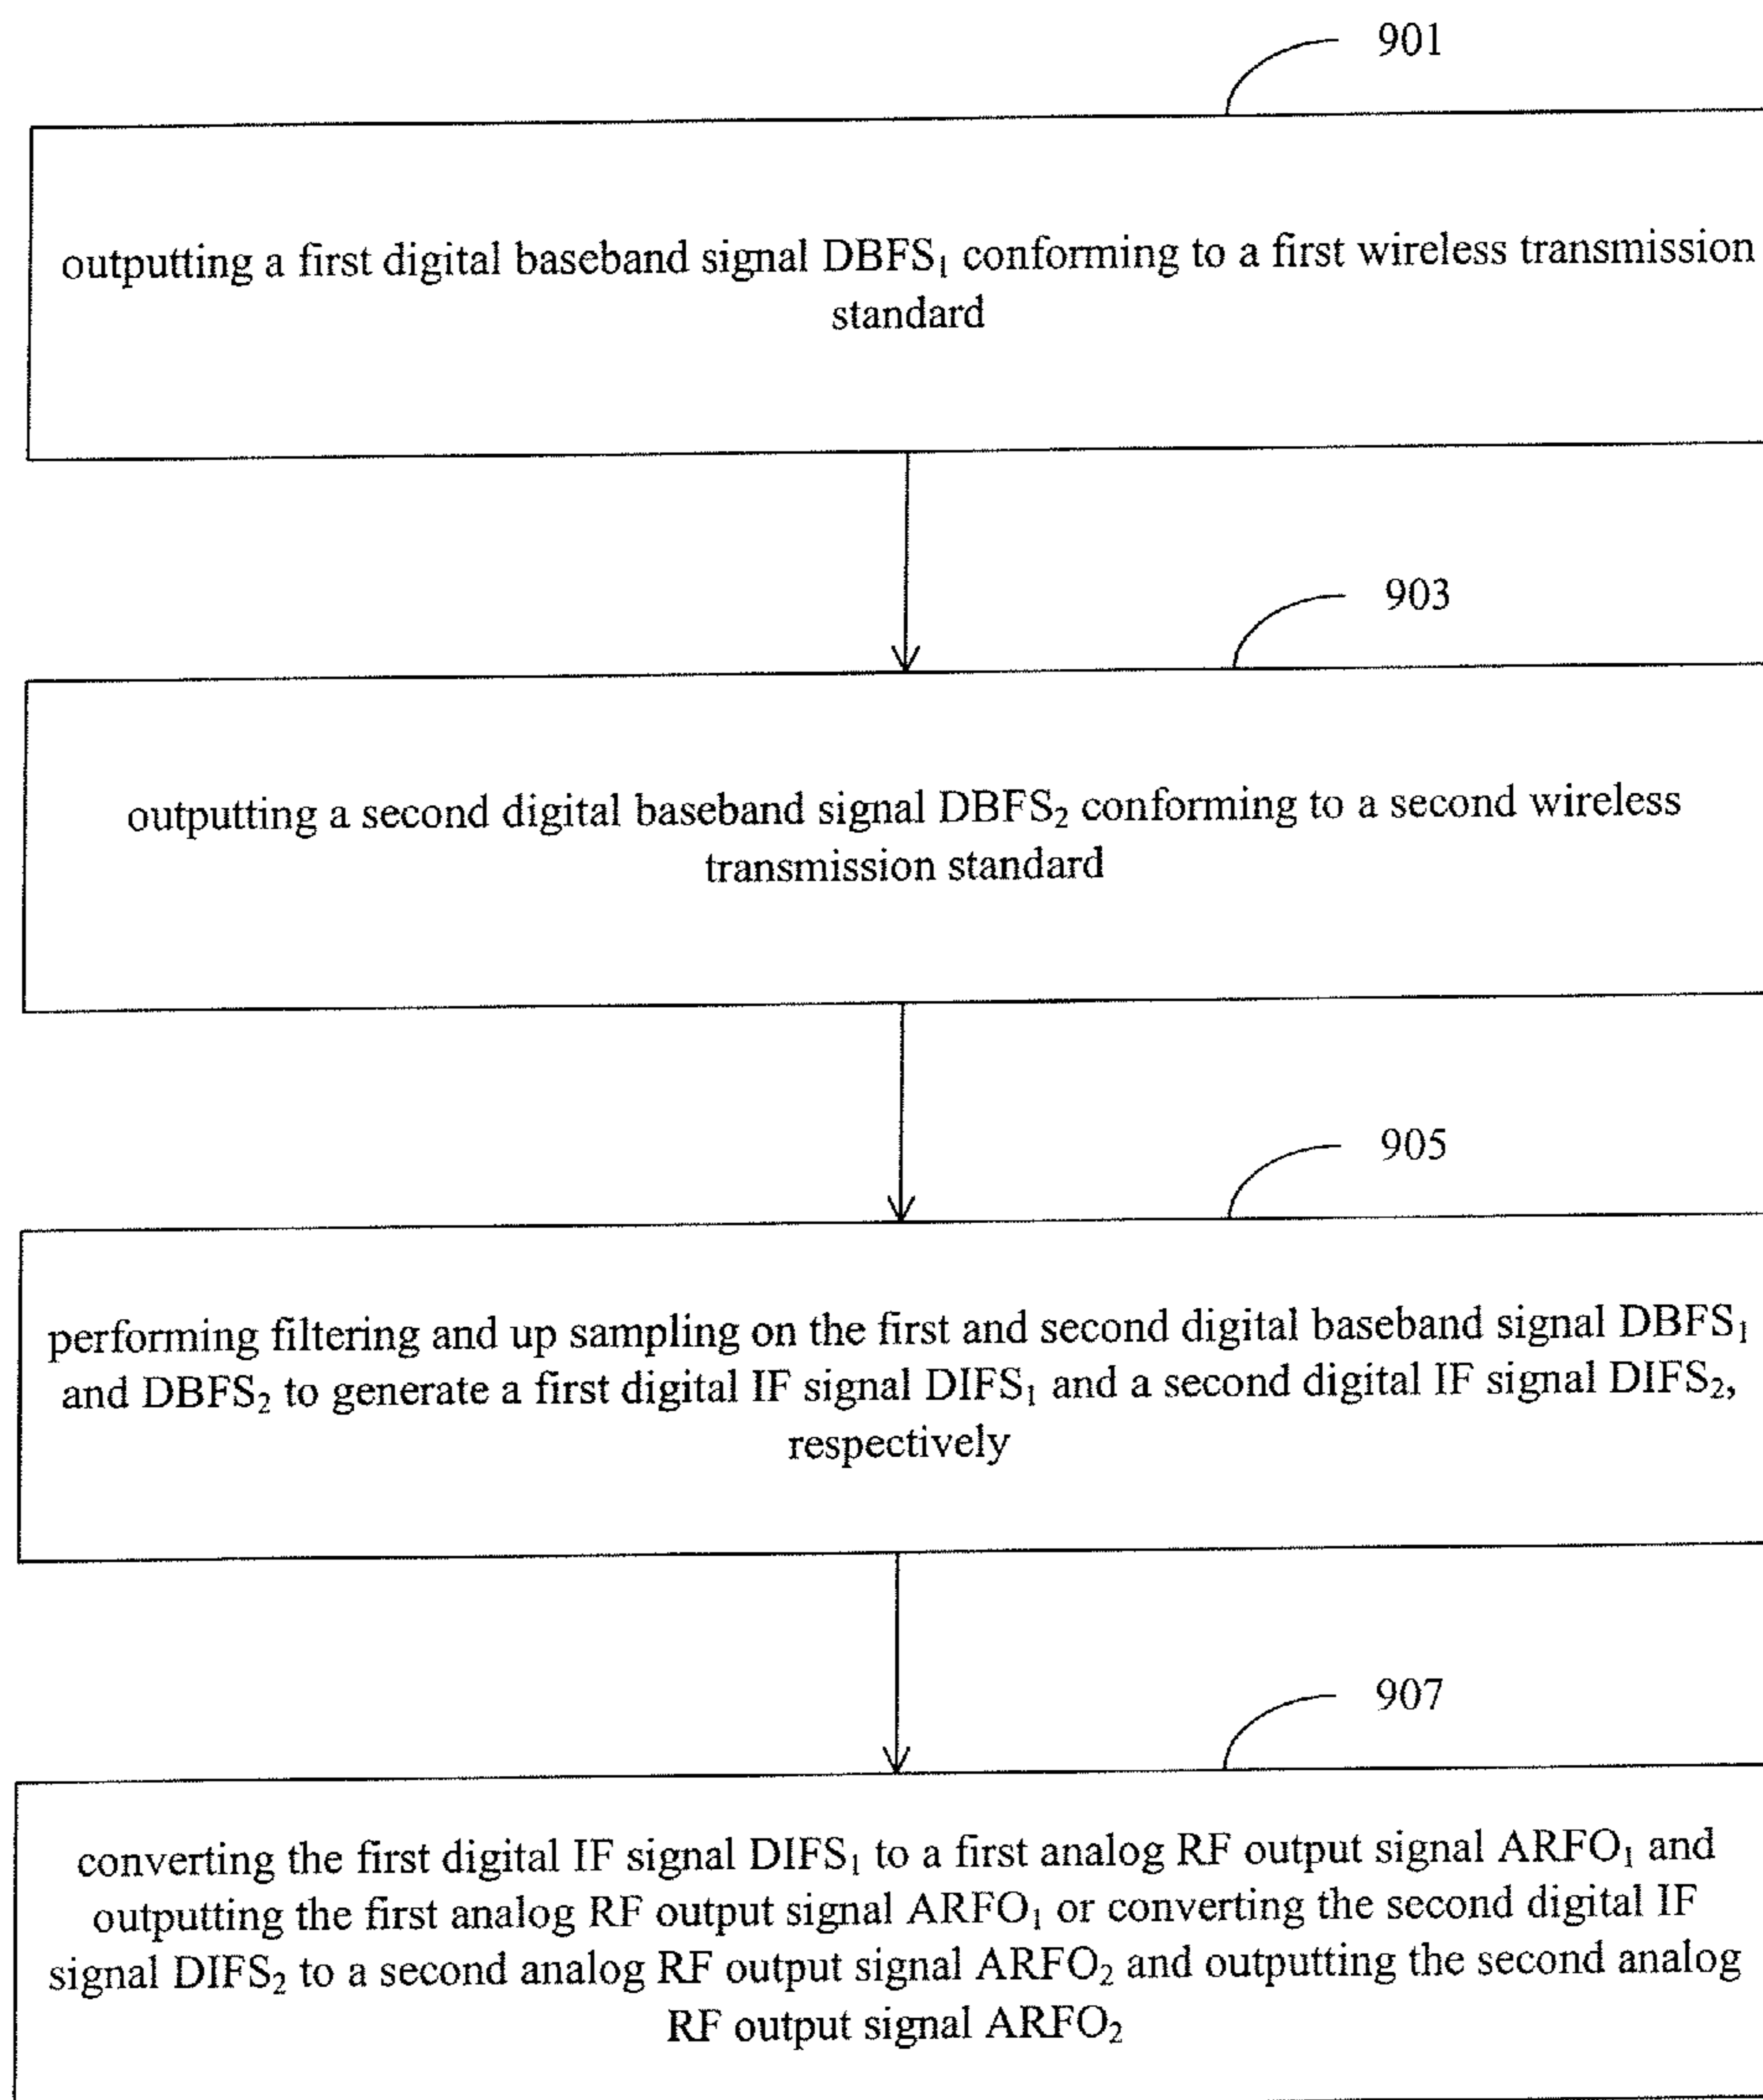 901
outputting a first digital baseband signal DBFS₁ conforming to a first wireless transmission
standard
903
outputting a second digital baseband signal DBFS₂ conforming to a second wireless
transmission standard
905
performing filtering and up sampling on the first and second digital baseband signal DBFS₁
and DBFS₂ to generate a first digital IF signal DIFS₁ and a second digital IF signal DIFS₂,
respectively
907
converting the first digital IF signal DIFS₁ to a first analog RF output signal ARFO₁ and
outputting the first analog RF output signal ARFO₁ or converting the second digital IF
signal DIFS₂ to a second analog RF output signal ARFO₂ and outputting the second analog
RF output signal ARFO₂